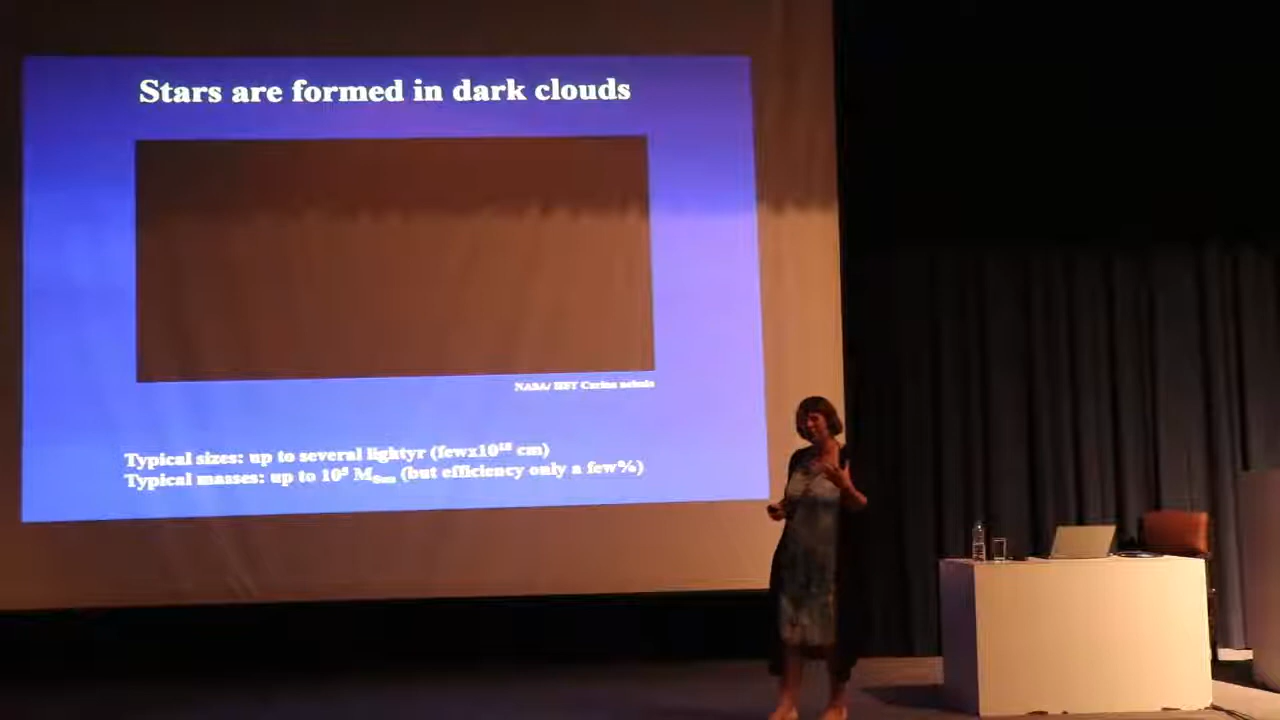 Stars are formed in dark clouds
NASA/ HST Carina nebula
Typical sizes: up to several lightyr (fewx10¹⁸ cm)
Typical masses: up to 10⁵ M_Sun (but efficiency only a few%)